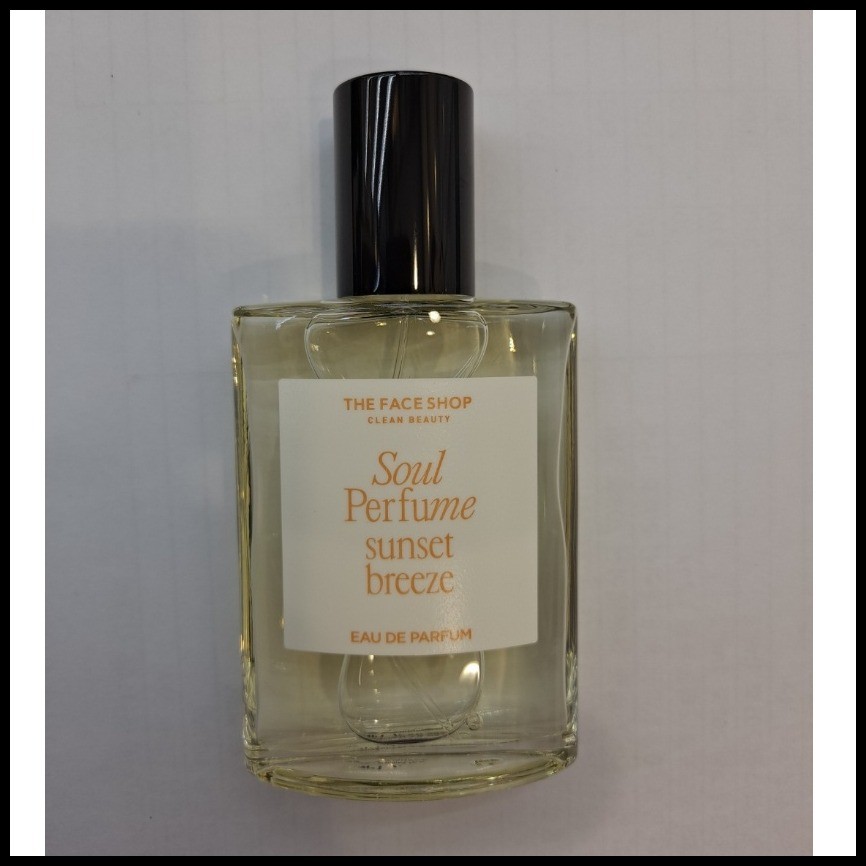 THE FACE SHOP
CLEAN BEAUTY
Soul
Perfume
sunset
breeze
EAU DE PARFUM